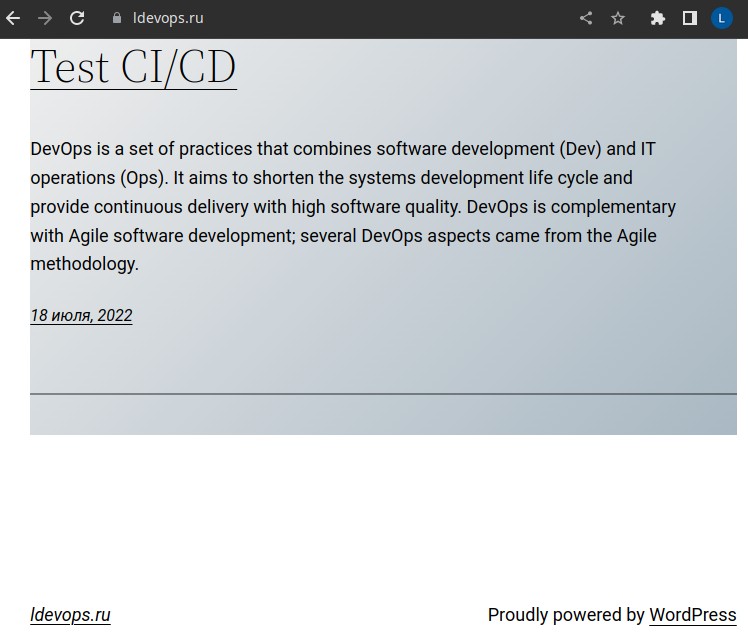 ldevops.ru
L
Test CI/CD
DevOps is a set of practices that combines software development (Dev) and IT
operations (Ops). It aims to shorten the systems development life cycle and
provide continuous delivery with high software quality. DevOps is complementary
with Agile software development; several DevOps aspects came from the Agile
methodology.
18 июля, 2022
ldevops.ru
Proudly powered by WordPress